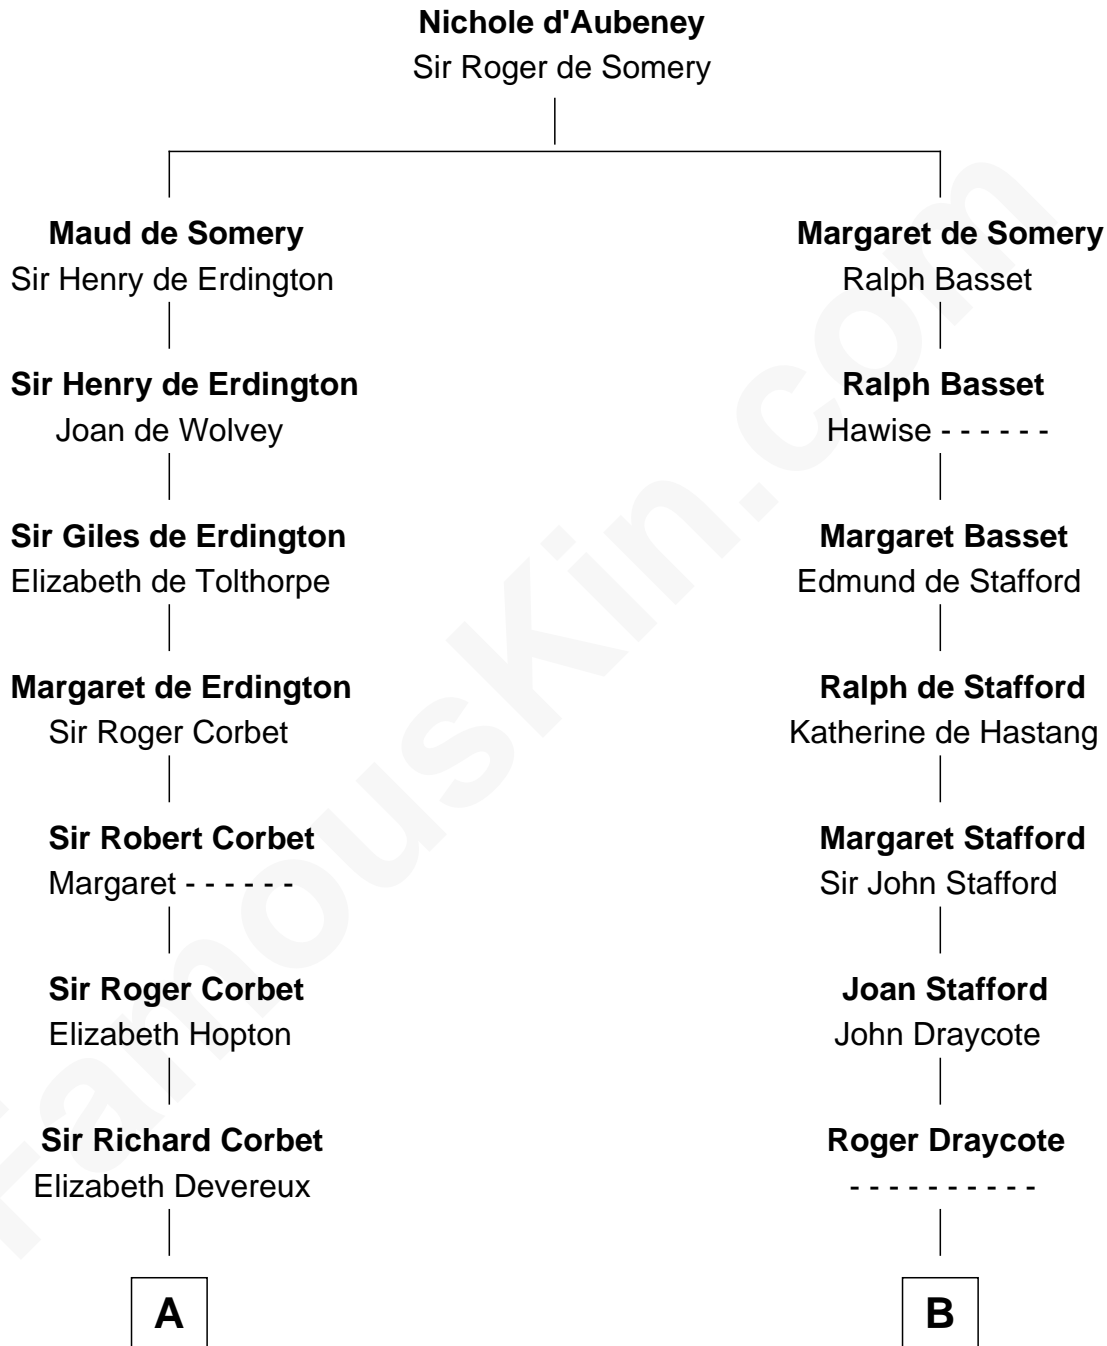 Nichole d'Aubeney
Sir Roger de Somery
Maud de Somery
Sir Henry de Erdington
Margaret de Somery
Ralph Basset
Sir Henry de Erdington
Joan de Wolvey
Ralph Basset
Hawise - - - - - -
Sir Giles de Erdington
Elizabeth de Tolthorpe
Margaret Basset
Edmund de Stafford
Margaret de Erdington
Sir Roger Corbet
Ralph de Stafford
Katherine de Hastang
Sir Robert Corbet
Margaret - - - - - -
Margaret Stafford
Sir John Stafford
Sir Roger Corbet
Elizabeth Hopton
Joan Stafford
John Draycote
Sir Richard Corbet
Elizabeth Devereux
Roger Draycote
- - - - - - - - - -
A
B
FamousKin.com